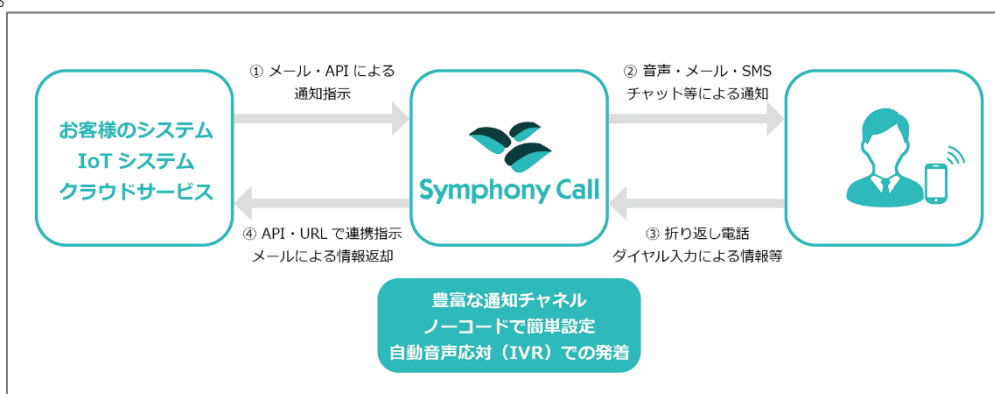 。
① メール・API による
通知指示
② 音声・メール・SMS
チャット等による通知
お客様のシステム
IoT システム
クラウドサービス
Symphony Call
④ API・URL で連携指示
メールによる情報返却
③ 折り返し電話
ダイヤル入力による情報等
豊富な通知チャネル
ノーコードで簡単設定
自動音声応対（IVR）での発着